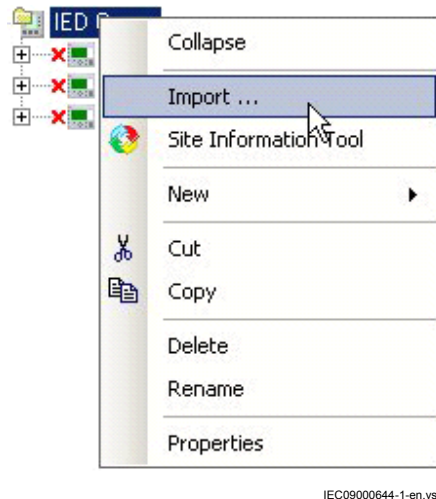 IED
Collapse
Import ...
Site Information Tool
New
Cut
Copy
Delete
Rename
Properties
IEC09000644-1-en.vs